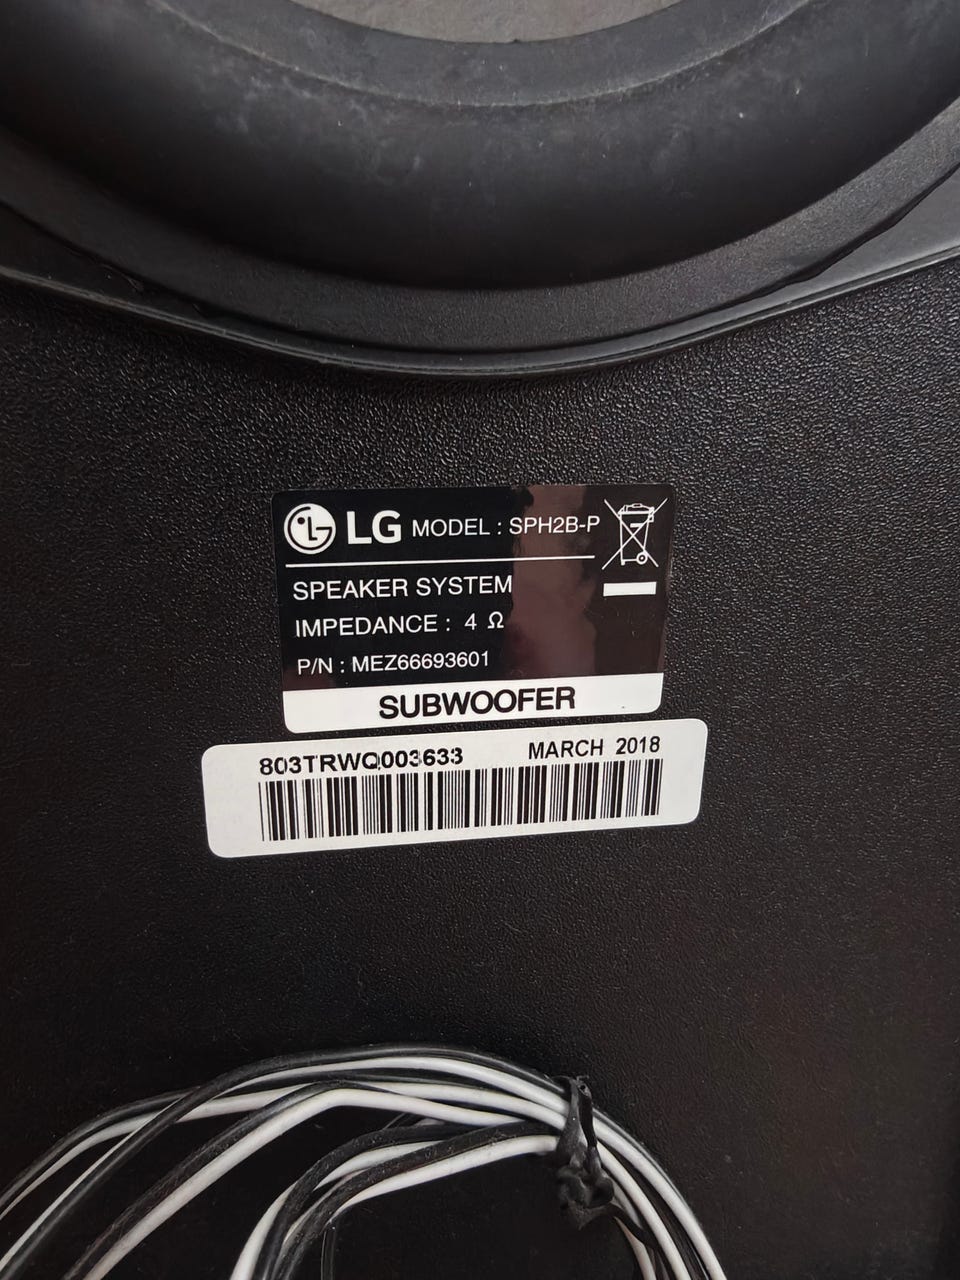 LG MODEL : SPH2B-P
SPEAKER SYSTEM
IMPEDANCE : 4 Ω
P/N : MEZ66693601
SUBWOOFER
803TRWQ003633 MARCH 2018